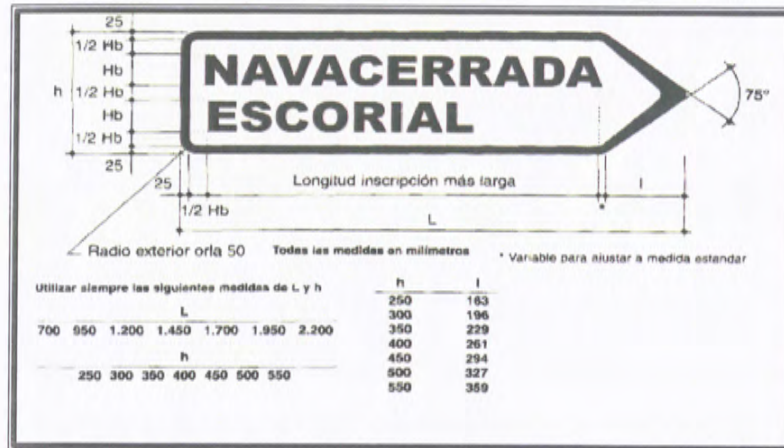 25
1/2 Hb
Hb
h 1/2 Hb
Hb
1/2 Hb
25
NAVACERRADA
ESCORIAL
75°
25 Longitud inscripción más larga l
1/2 Hb *
L
Radio exterior orla 50 Todas las medidas en milímetros * Variable para ajustar a medida estandar
Utilizar siempre las siguientes medidas de L y h
L
700 950 1.200 1.450 1.700 1.950 2.200
h
250 300 350 400 450 500 550
h l
250 163
300 196
350 229
400 261
450 294
500 327
550 359